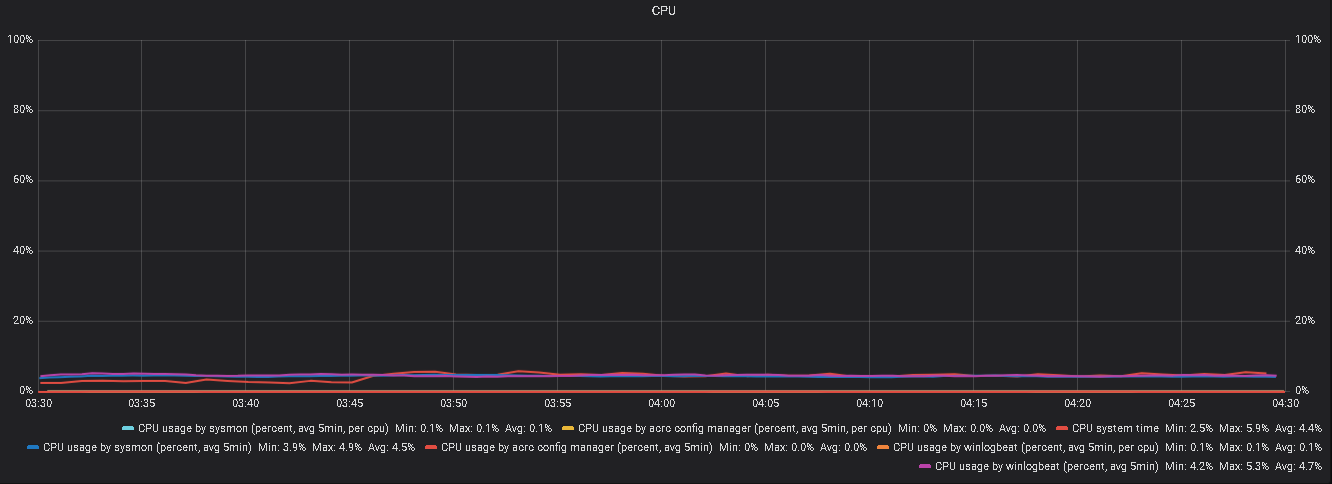 CPU
100% 100%
80% 80%
60% 60%
40% 40%
20% 20%
0% 0%
03:30 03:35 03:40 03:45 03:50 03:55 04:00 04:05 04:10 04:15 04:20 04:25 04:30
CPU usage by sysmon (percent, avg 5min, per cpu) Min: 0.1% Max: 0.1% Avg: 0.1% CPU usage by acrc config manager (percent, avg 5min, per cpu) Min: 0% Max: 0.0% Avg: 0.0% CPU system time Min: 2.5% Max: 5.9% Avg: 4.4%
CPU usage by sysmon (percent, avg 5min) Min: 3.9% Max: 4.9% Avg: 4.5% CPU usage by acrc config manager (percent, avg 5min) Min: 0% Max: 0.0% Avg: 0.0% CPU usage by winlogbeat (percent, avg 5min, per cpu) Min: 0.1% Max: 0.1% Avg: 0.1%
CPU usage by winlogbeat (percent, avg 5min) Min: 4.2% Max: 5.3% Avg: 4.7%